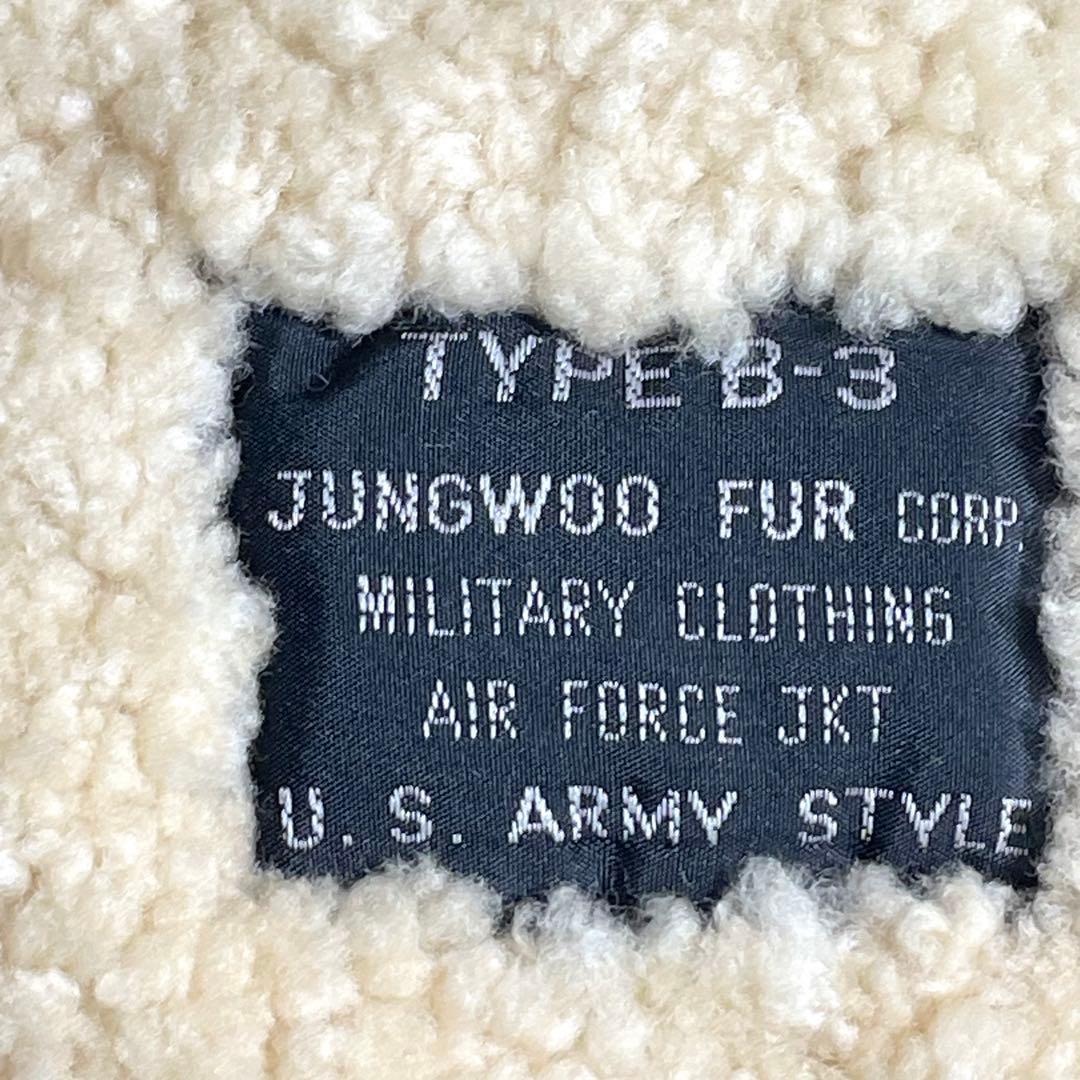 TYPE B-3
JUNGWOO FUR CORP.
MILITARY CLOTHING
AIR FORCE JKT
U. S. ARMY STYLE